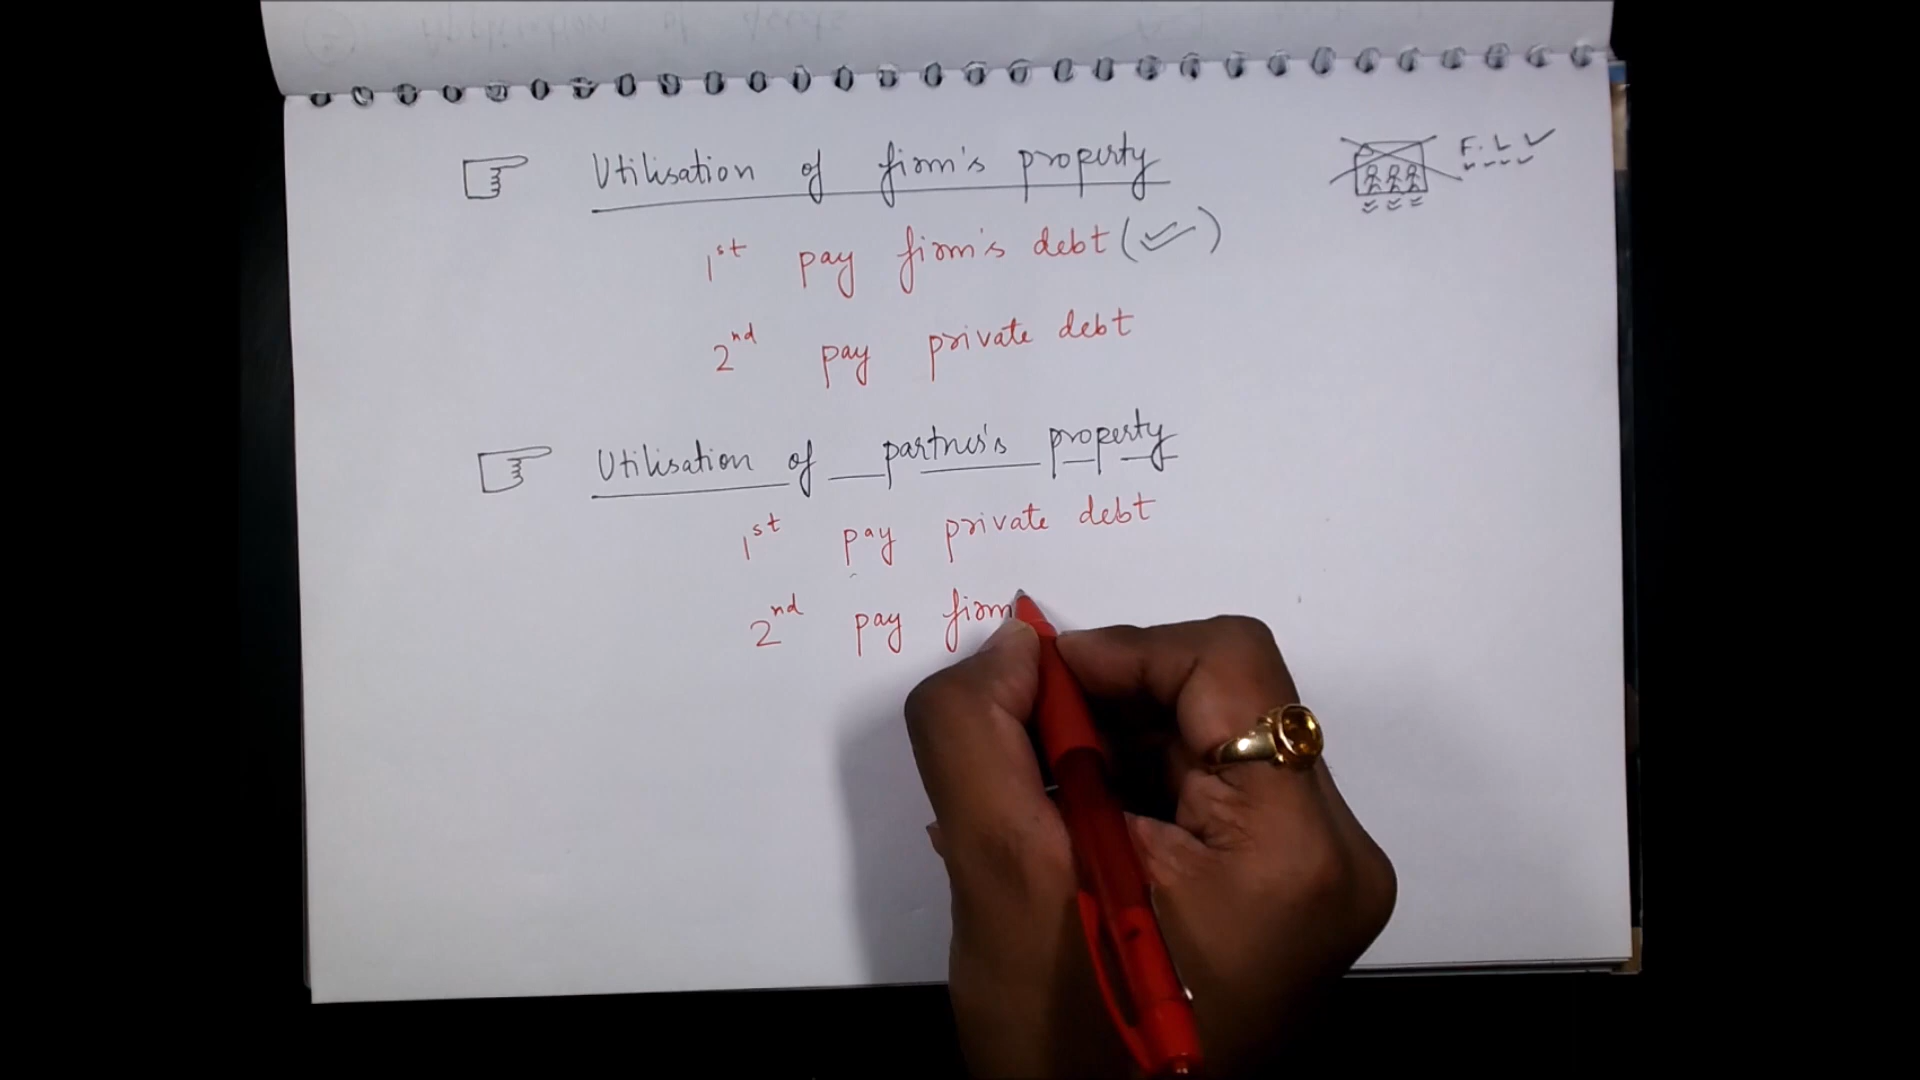 Utilisation of firm's property
F. L
1st pay firm's debt (
2nd pay private debt
Utilisation of partner's property
1st pay private debt
2nd pay firm